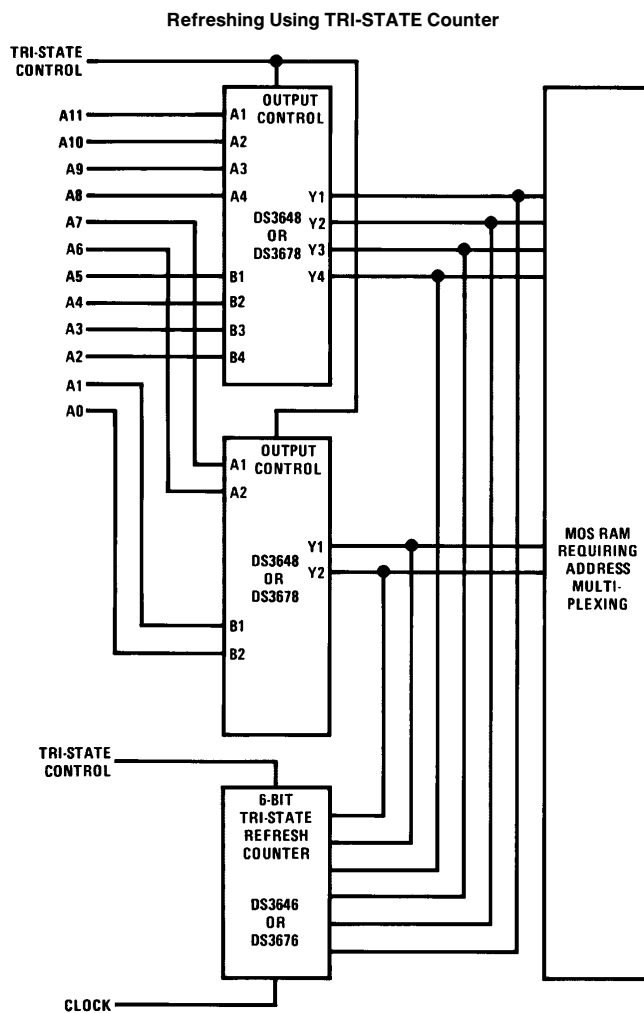 Refreshing Using TRI-STATE Counter
TRI-STATE
CONTROL
OUTPUT
CONTROL
A11
A10
A9
A8
A7
A6
A5
A4
A3
A2
A1
A0
A1
A2
A3
A4
B1
B2
B3
B4
DS3648
OR
DS3678
Y1
Y2
Y3
Y4
OUTPUT
CONTROL
A1
A2
B1
B2
DS3648
OR
DS3678
Y1
Y2
MOS RAM
REQUIRING
ADDRESS
MULTI-
PLEXING
TRI-STATE
CONTROL
6-BIT
TRI-STATE
REFRESH
COUNTER
DS3646
OR
DS3676
CLOCK